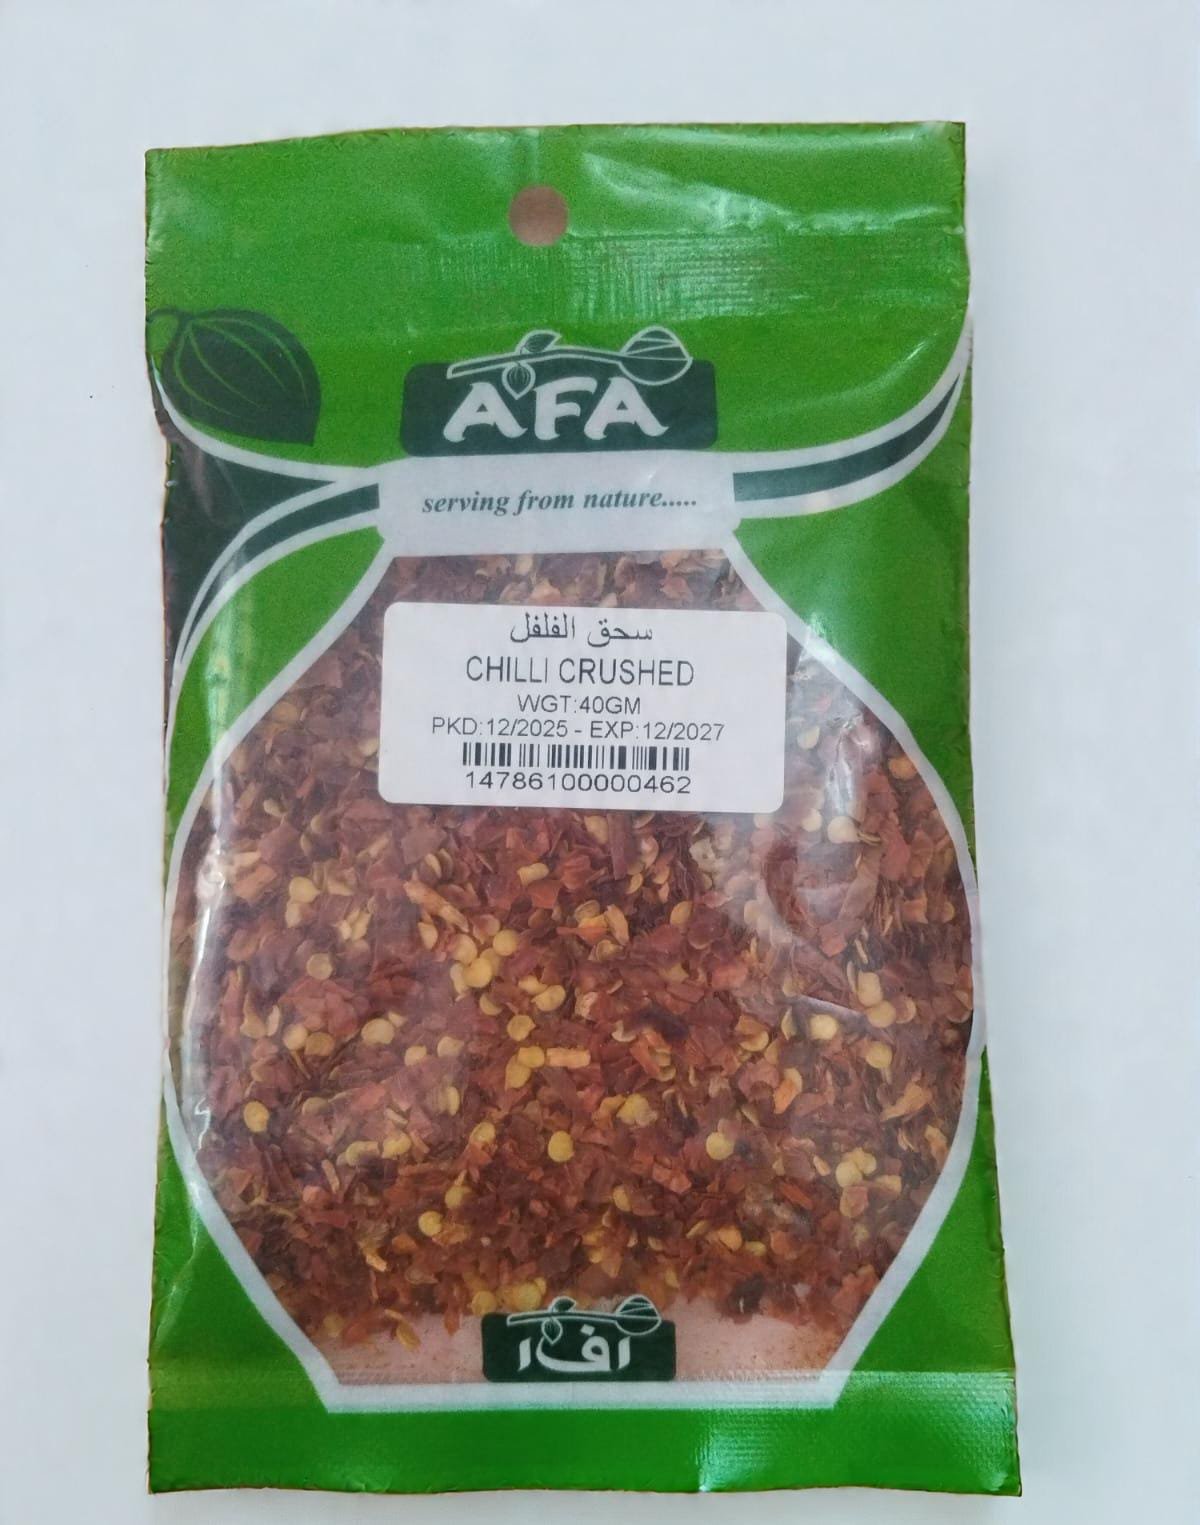 AFA
serving from nature.....
سحق الفلفل
CHILLI CRUSHED
WGT:40GM
PKD:12/2025 - EXP:12/2027
14786100000462
افا